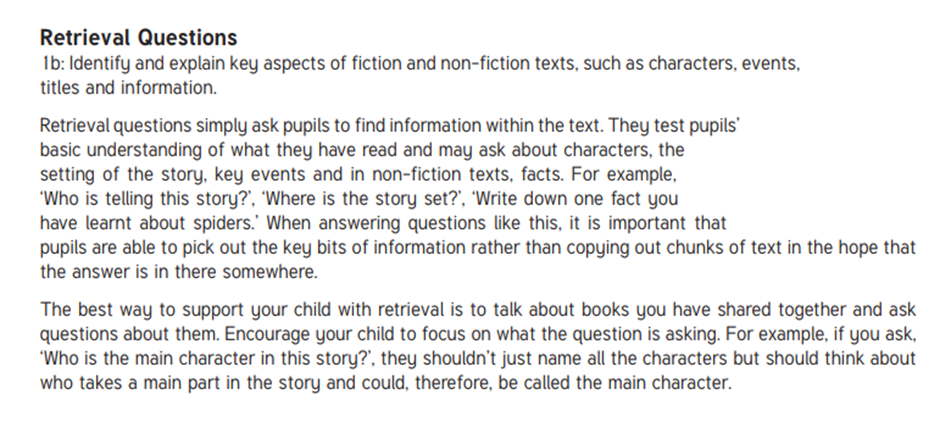 Retrieval Questions
1b: Identify and explain key aspects of fiction and non-fiction texts, such as characters, events,
titles and information.
Retrieval questions simply ask pupils to find information within the text. They test pupils'
basic understanding of what they have read and may ask about characters, the
setting of the story, key events and in non-fiction texts, facts. For example,
'Who is telling this story?', 'Where is the story set?', 'Write down one fact you
have learnt about spiders.' When answering questions like this, it is important that
pupils are able to pick out the key bits of information rather than copying out chunks of text in the hope that
the answer is in there somewhere.
The best way to support your child with retrieval is to talk about books you have shared together and ask
questions about them. Encourage your child to focus on what the question is asking. For example, if you ask,
'Who is the main character in this story?', they shouldn't just name all the characters but should think about
who takes a main part in the story and could, therefore, be called the main character.